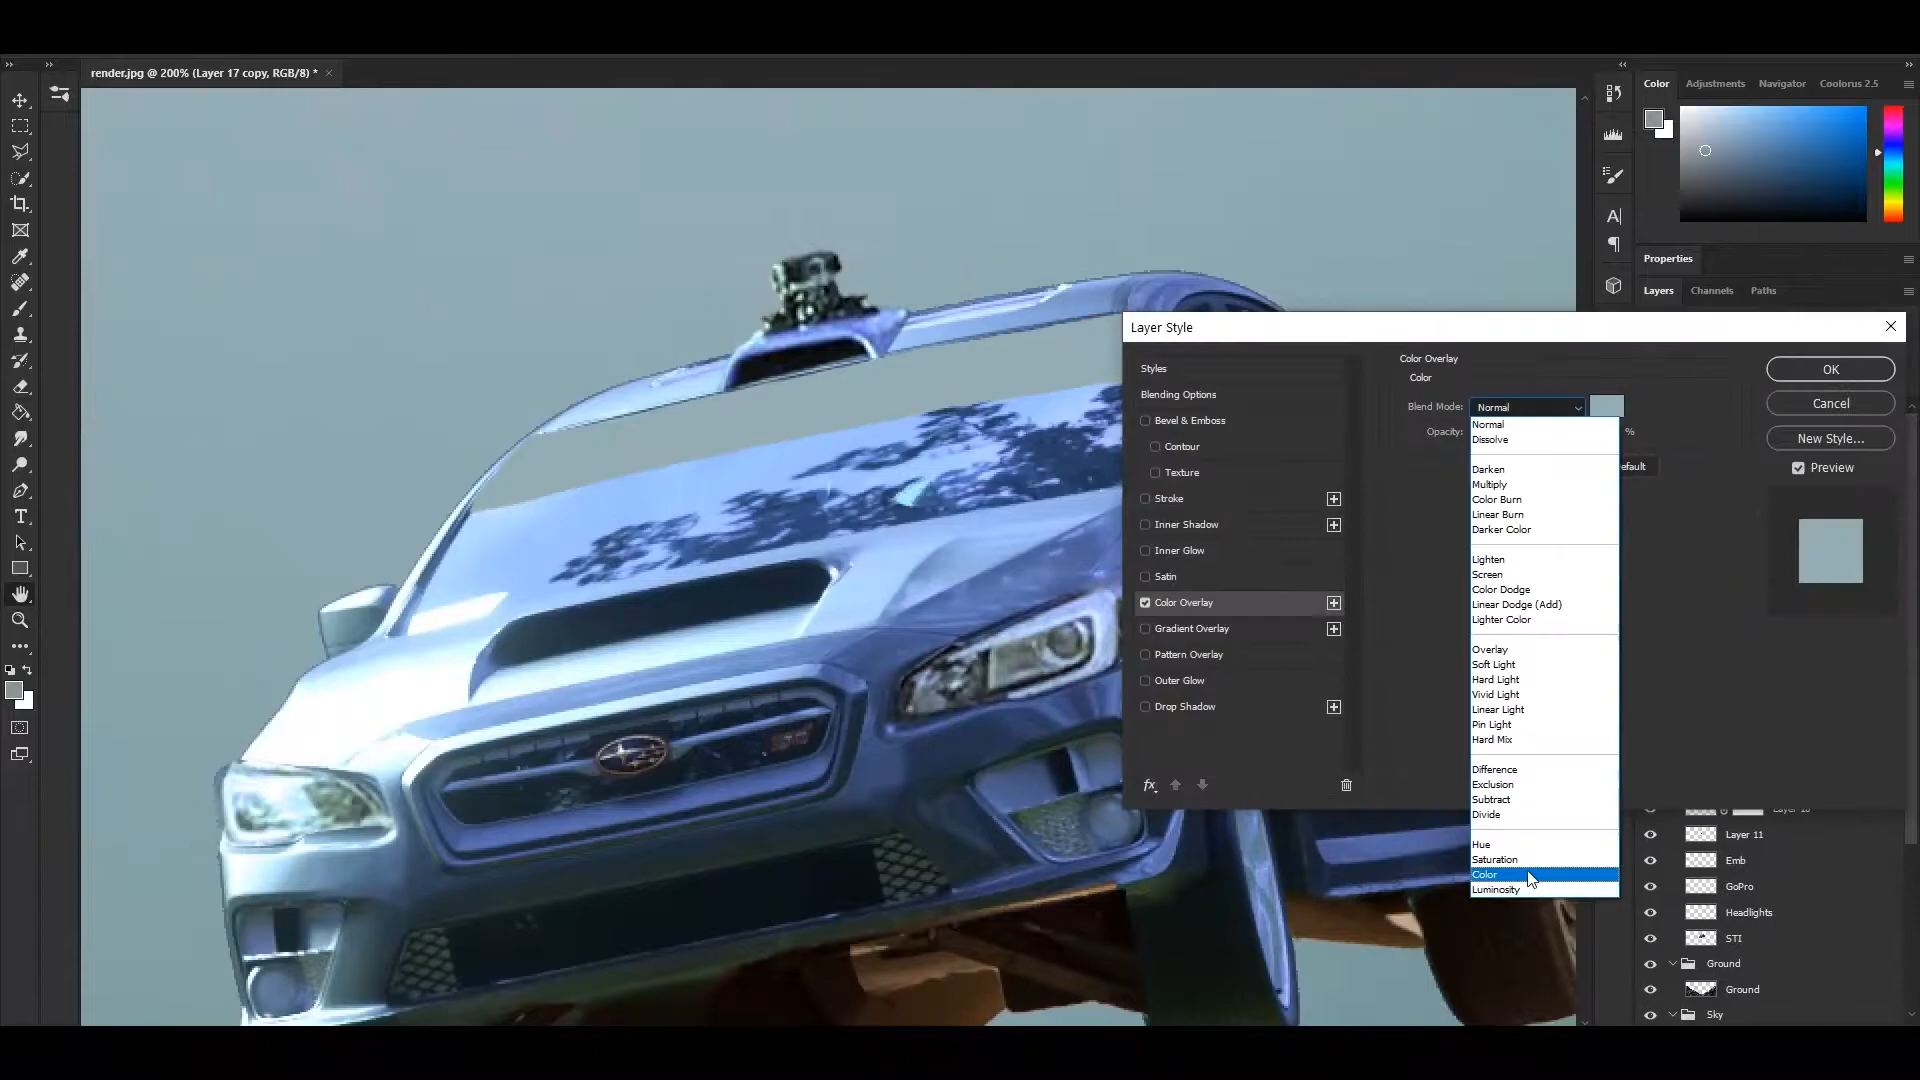 render.jpg @ 200% (Layer 17 copy, RGB/8) *
Color
Adjustments
Navigator
Coolorus 2.5
Properties
Layers
Channels
Paths
Layer Style
Styles
Blending Options
Bevel & Emboss
Contour
Texture
Stroke
Inner Shadow
Inner Glow
Satin
Color Overlay
Gradient Overlay
Pattern Overlay
Outer Glow
Drop Shadow
fx
Color Overlay
Color
Blend Mode:
Normal
Opacity:
%
Normal
Dissolve
Darken
Multiply
Color Burn
Linear Burn
Darker Color
Lighten
Screen
Color Dodge
Linear Dodge (Add)
Lighter Color
Overlay
Soft Light
Hard Light
Vivid Light
Linear Light
Pin Light
Hard Mix
Difference
Exclusion
Subtract
Divide
Hue
Saturation
Color
Luminosity
OK
Cancel
New Style...
Preview
Layer 11
Emb
GoPro
Headlights
STI
Ground
Ground
Sky